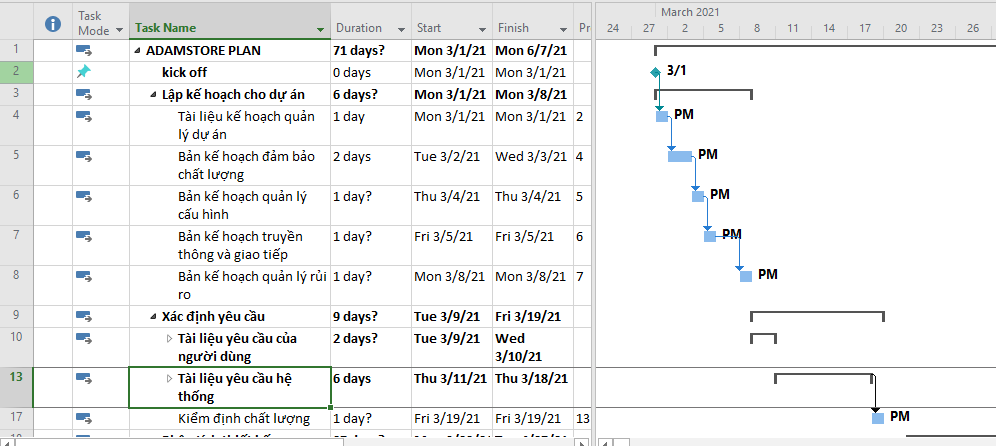 March 2021
Task Mode Task Name Duration Start Finish Pr 24 27 2 5 8 11 14 17 20 23 26
1 ADAMSTORE PLAN 71 days? Mon 3/1/21 Mon 6/7/21
2 kick off 0 days Mon 3/1/21 Mon 3/1/21 3/1
3 Lập kế hoạch cho dự án 6 days? Mon 3/1/21 Mon 3/8/21
4 Tài liệu kế hoạch quản 1 day Mon 3/1/21 Mon 3/1/21 2 PM
lý dự án
5 Bản kế hoạch đảm bảo 2 days Tue 3/2/21 Wed 3/3/21 4 PM
chất lượng
6 Bản kế hoạch quản lý 1 day? Thu 3/4/21 Thu 3/4/21 5 PM
cấu hình
7 Bản kế hoạch truyền 1 day? Fri 3/5/21 Fri 3/5/21 6 PM
thông và giao tiếp
8 Bản kế hoạch quản lý rủi 1 day? Mon 3/8/21 Mon 3/8/21 7 PM
ro
9 Xác định yêu cầu 9 days? Tue 3/9/21 Fri 3/19/21
10 Tài liệu yêu cầu của 2 days? Tue 3/9/21 Wed
người dùng 3/10/21
13 Tài liệu yêu cầu hệ 6 days Thu 3/11/21 Thu 3/18/21
thống
17 Kiểm định chất lượng 1 day? Fri 3/19/21 Fri 3/19/21 13 PM